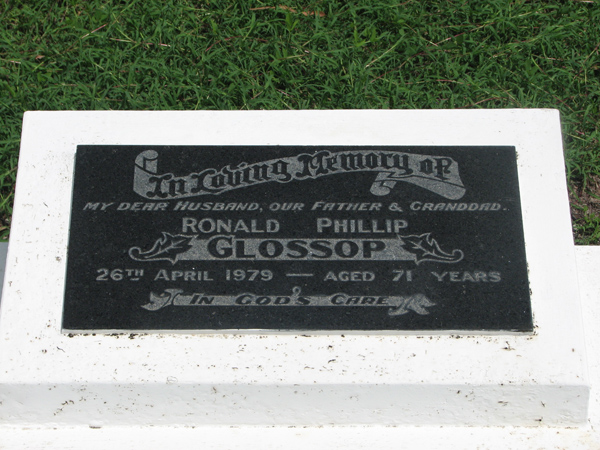 In Loving Memory of
MY DEAR HUSBAND, OUR FATHER & GRANDDAD.
RONALD PHILLIP
GLOSSOP
26TH APRIL 1979 — AGED 71 YEARS
IN GOD'S CARE